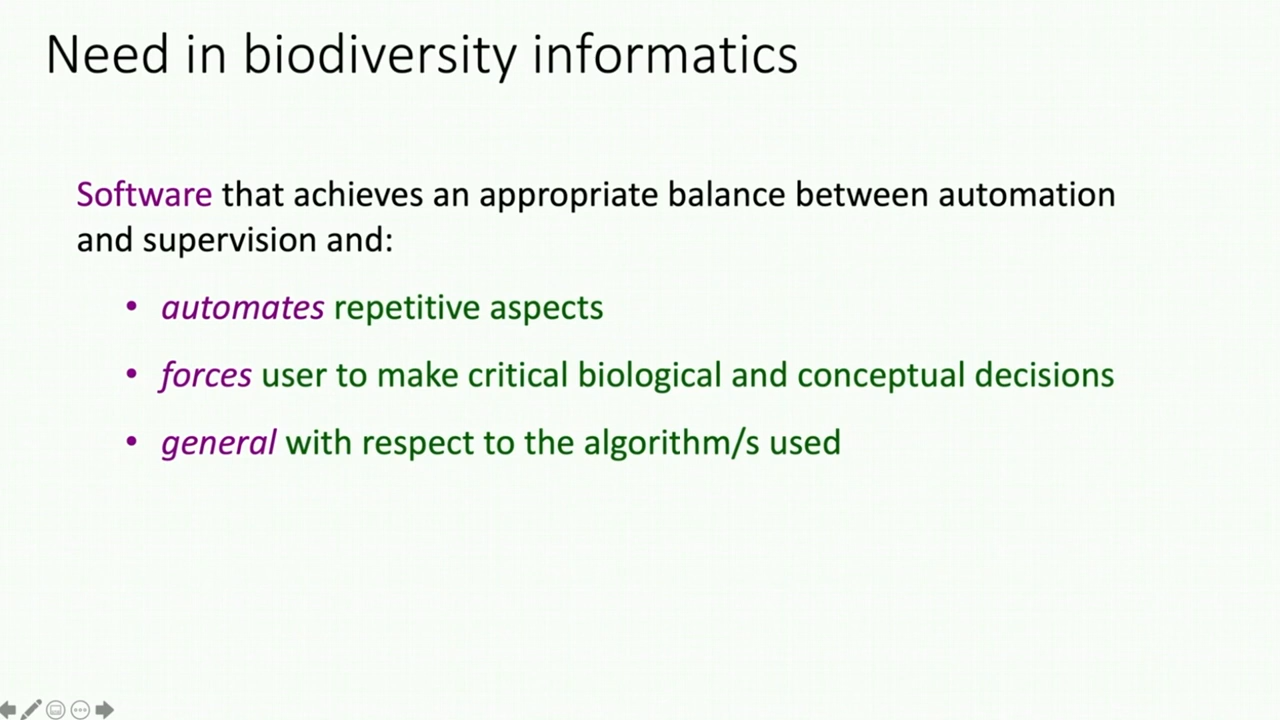 Need in biodiversity informatics
Software that achieves an appropriate balance between automation
and supervision and:
• automates repetitive aspects
• forces user to make critical biological and conceptual decisions
• general with respect to the algorithm/s used